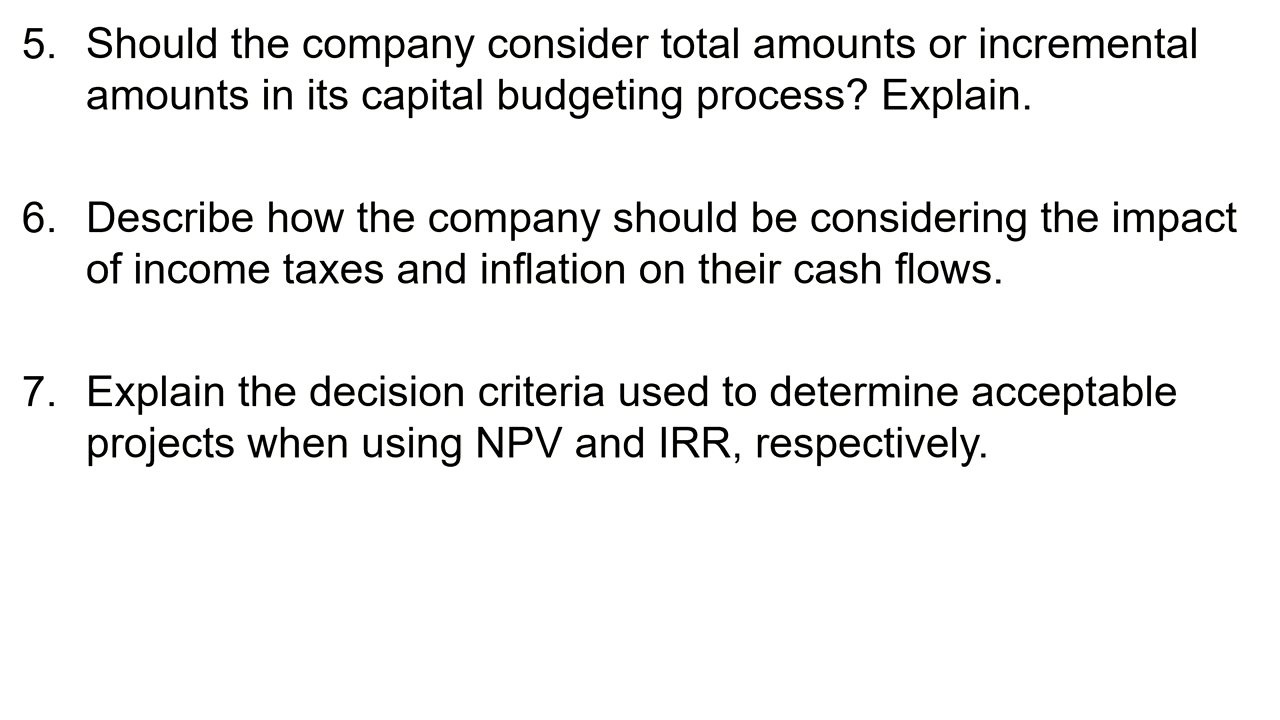 5. Should the company consider total amounts or incremental
amounts in its capital budgeting process? Explain.
6. Describe how the company should be considering the impact
of income taxes and inflation on their cash flows.
7. Explain the decision criteria used to determine acceptable
projects when using NPV and IRR, respectively.